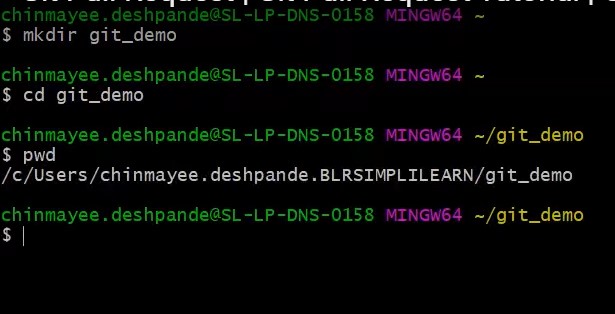 chinmayee.deshpande@SL-LP-DNS-0158 MINGW64 ~
$ mkdir git_demo
chinmayee.deshpande@SL-LP-DNS-0158 MINGW64 ~
$ cd git_demo
chinmayee.deshpande@SL-LP-DNS-0158 MINGW64 ~/git_demo
$ pwd
/c/Users/chinmayee.deshpande.BLRSIMPLILEARN/git_demo
chinmayee.deshpande@SL-LP-DNS-0158 MINGW64 ~/git_demo
$